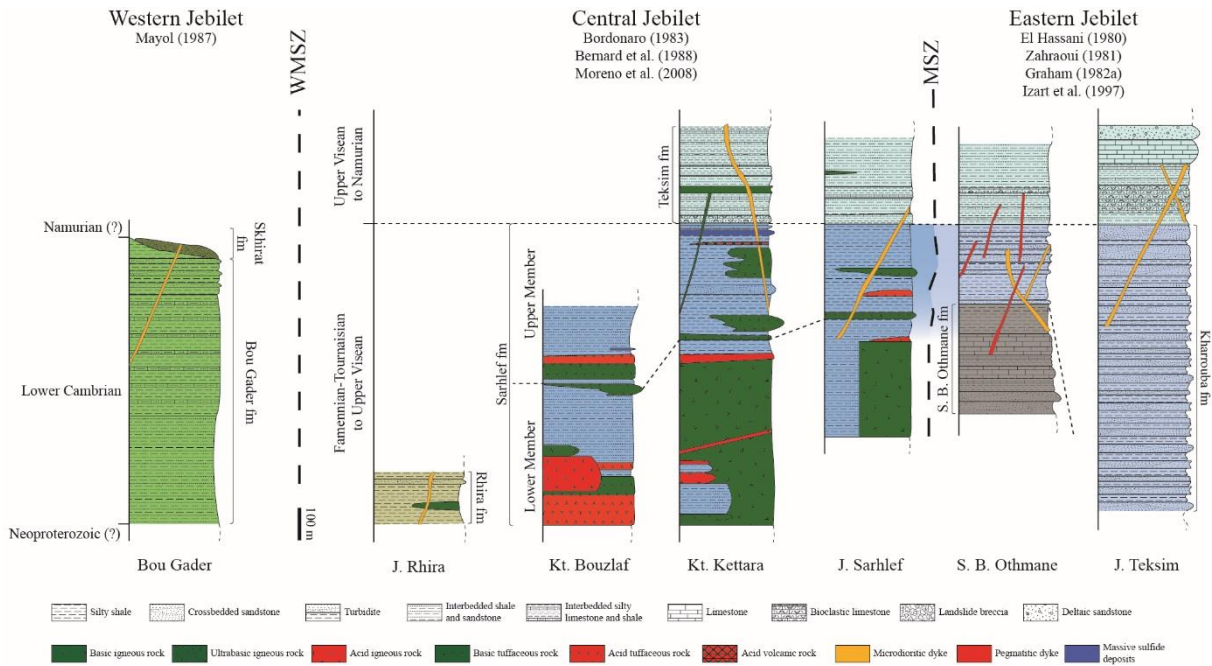 Western Jebilet
Mayol (1987)
Central Jebilet
Bordonaro (1983)
Bernard et al. (1988)
Moreno et al. (2008)
Eastern Jebilet
El Hassani (1980)
Zahraoui (1981)
Graham (1982a)
Izart et al. (1997)
WMSZ
MSZ
Namurian (?)
Lower Cambrian
Neoproterozoic (?)
Skhirat fm
Bou Gader fm
100 m
Upper Visean
to Namurian
Famennian-Tournaisian
to Upper Visean
Rhira fm
Sarhlef fm
Upper Member
Lower Member
Teksim fm
S. B. Othmane fm
Kharrouba fm
Bou Gader
J. Rhira
Kt. Bouzlaf
Kt. Kettara
J. Sarhlef
S. B. Othmane
J. Teksim
Silty shale
Crossbedded sandstone
Turbidite
Interbedded shale
and sandstone
Interbedded silty
limestone and shale
Limestone
Bioclastic limestone
Landslide breccia
Deltaic sandstone
Basic igneous rock
Ultrabasic igneous rock
Acid igneous rock
Basic tuffaceous rock
Acid tuffaceous rock
Acid volcanic rock
Microdioritic dyke
Pegmatitic dyke
Massive sulfide
deposits